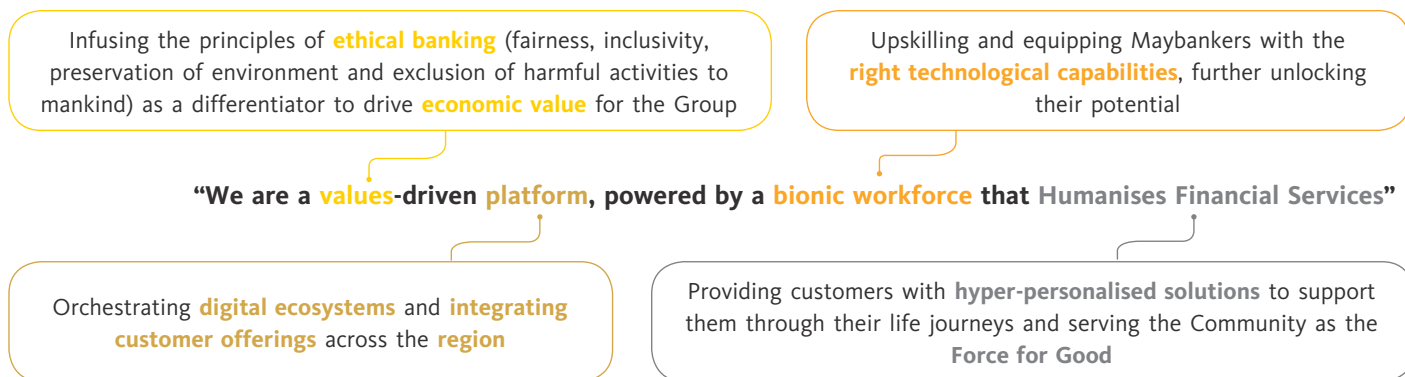 Infusing the principles of ethical banking (fairness, inclusivity,
preservation of environment and exclusion of harmful activities to
mankind) as a differentiator to drive economic value for the Group
Upskilling and equipping Maybankers with the
right technological capabilities, further unlocking
their potential
“We are a values-driven platform, powered by a bionic workforce that Humanises Financial Services”
Orchestrating digital ecosystems and integrating
customer offerings across the region
Providing customers with hyper-personalised solutions to support
them through their life journeys and serving the Community as the
Force for Good